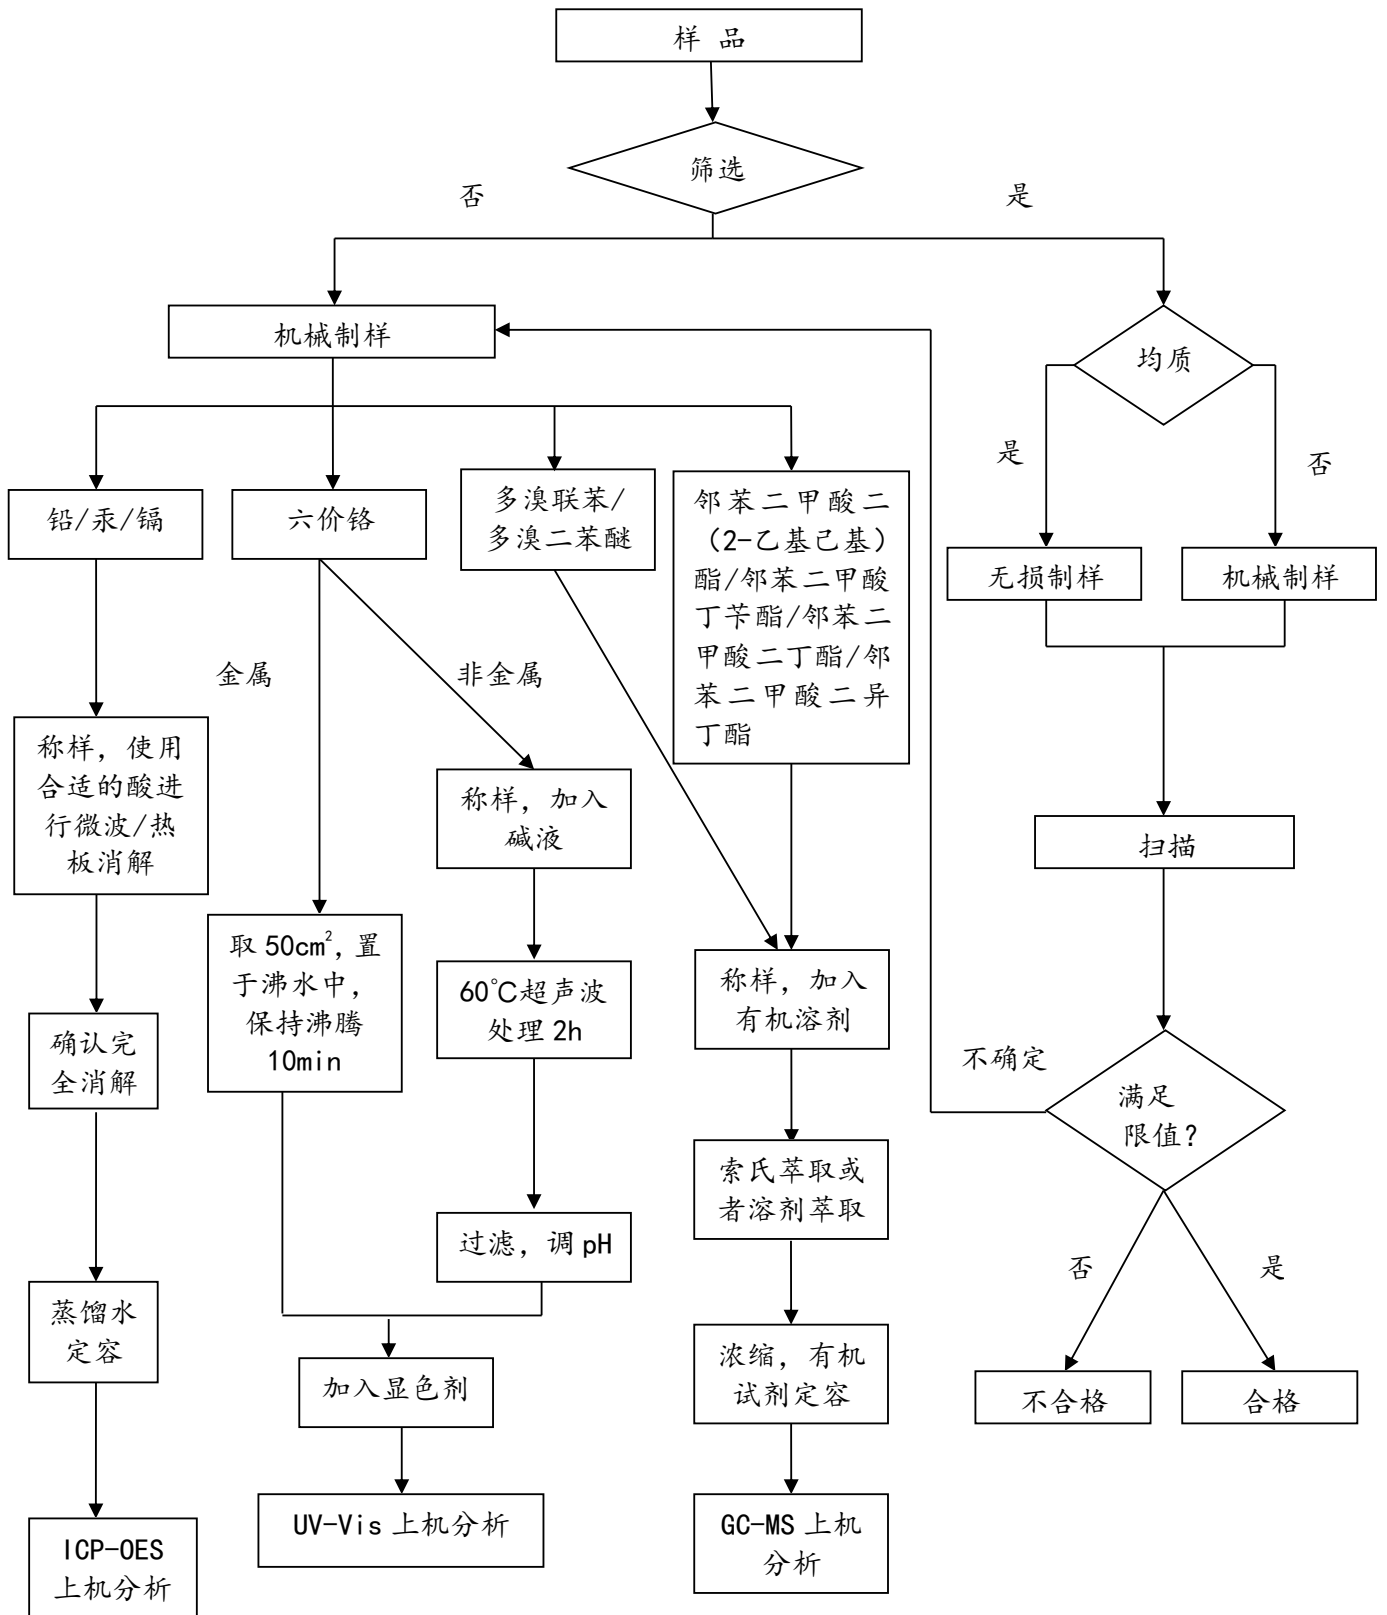 样 品
筛选
否
是
机械制样
均质
是
否
铅/汞/镉
六价铬
多溴联苯/
多溴二苯醚
邻苯二甲酸二
（2-乙基己基）
酯/邻苯二甲酸
丁苄酯/邻苯二
甲酸二丁酯/邻
苯二甲酸二异
丁酯
无损制样
机械制样
金属
非金属
称样，使用
合适的酸进
行微波/热
板消解
称样，加入
碱液
扫描
取 50cm²，置
于沸水中，
保持沸腾
10min
60℃超声波
处理 2h
称样，加入
有机溶剂
确认完
全消解
不确定
满足
限值？
索氏萃取或
者溶剂萃取
过滤，调 pH
否
是
蒸馏水
定容
加入显色剂
浓缩，有机
试剂定容
不合格
合格
UV-Vis 上机分析
GC-MS 上机
分析
ICP-OES
上机分析